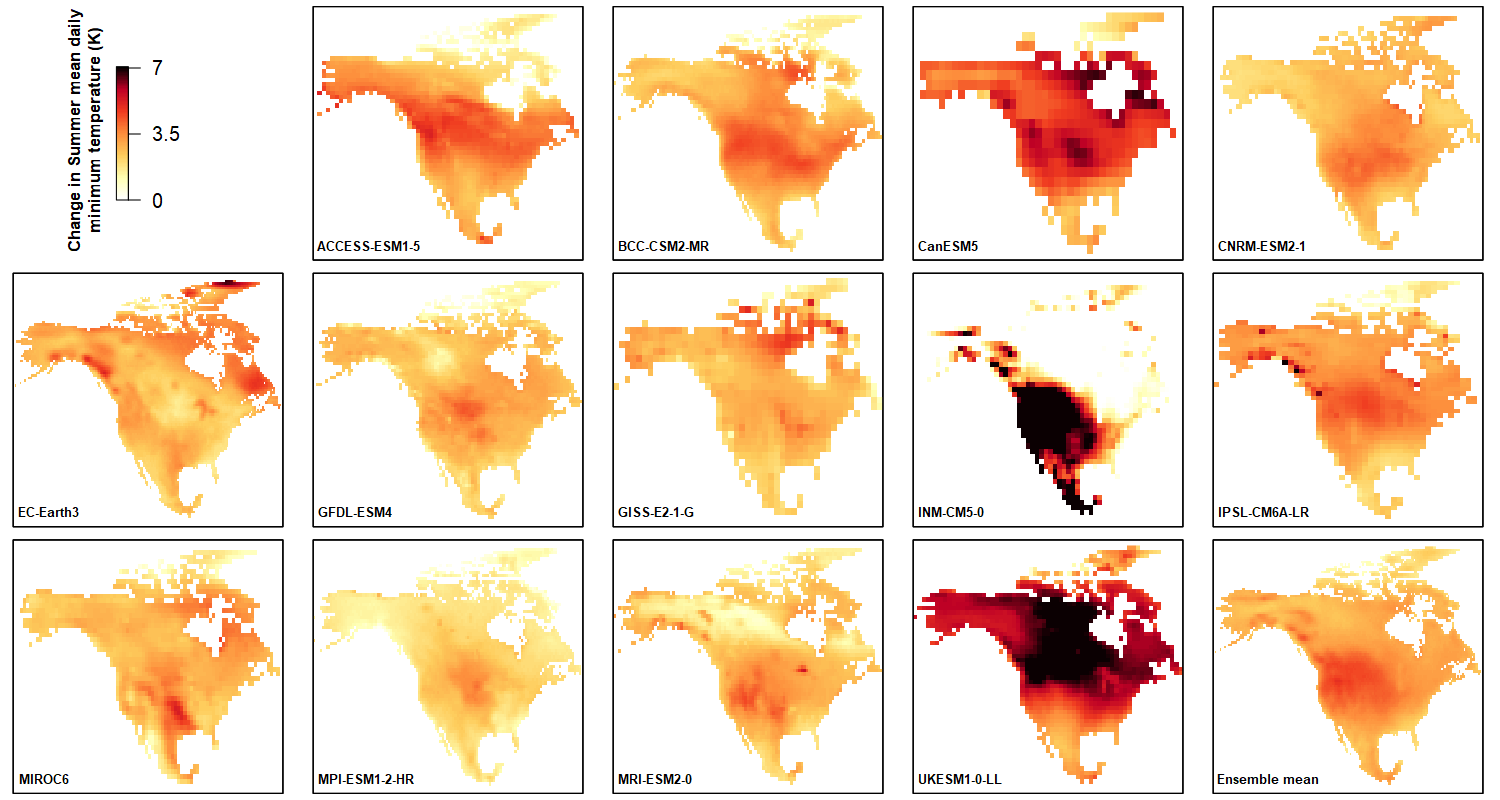 Change in Summer mean daily
minimum temperature (K)
7
3.5
0
ACCESS-ESM1-5
BCC-CSM2-MR
CanESM5
CNRM-ESM2-1
EC-Earth3
GFDL-ESM4
GISS-E2-1-G
INM-CM5-0
IPSL-CM6A-LR
MIROC6
MPI-ESM1-2-HR
MRI-ESM2-0
UKESM1-0-LL
Ensemble mean